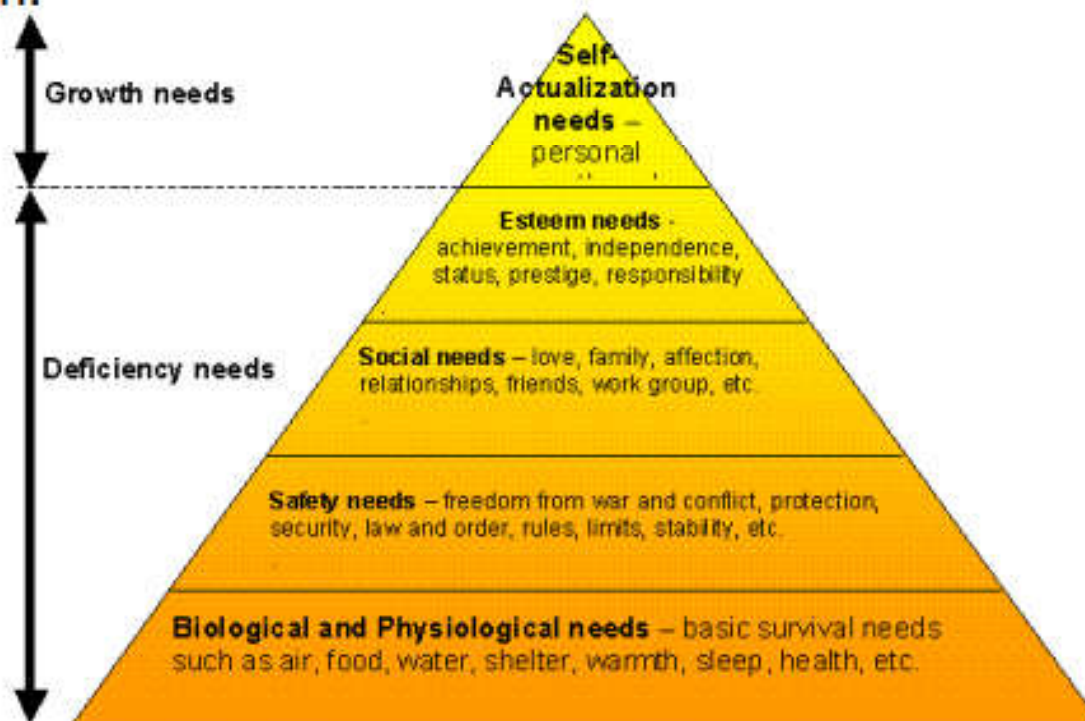 Growth needs
Self-
Actualization
needs –
personal
Esteem needs -
achievement, independence,
status, prestige, responsibility
Deficiency needs
Social needs – love, family, affection,
relationships, friends, work group, etc.
Safety needs – freedom from war and conflict, protection,
security, law and order, rules, limits, stability, etc.
Biological and Physiological needs – basic survival needs
such as air, food, water, shelter, warmth, sleep, health, etc.